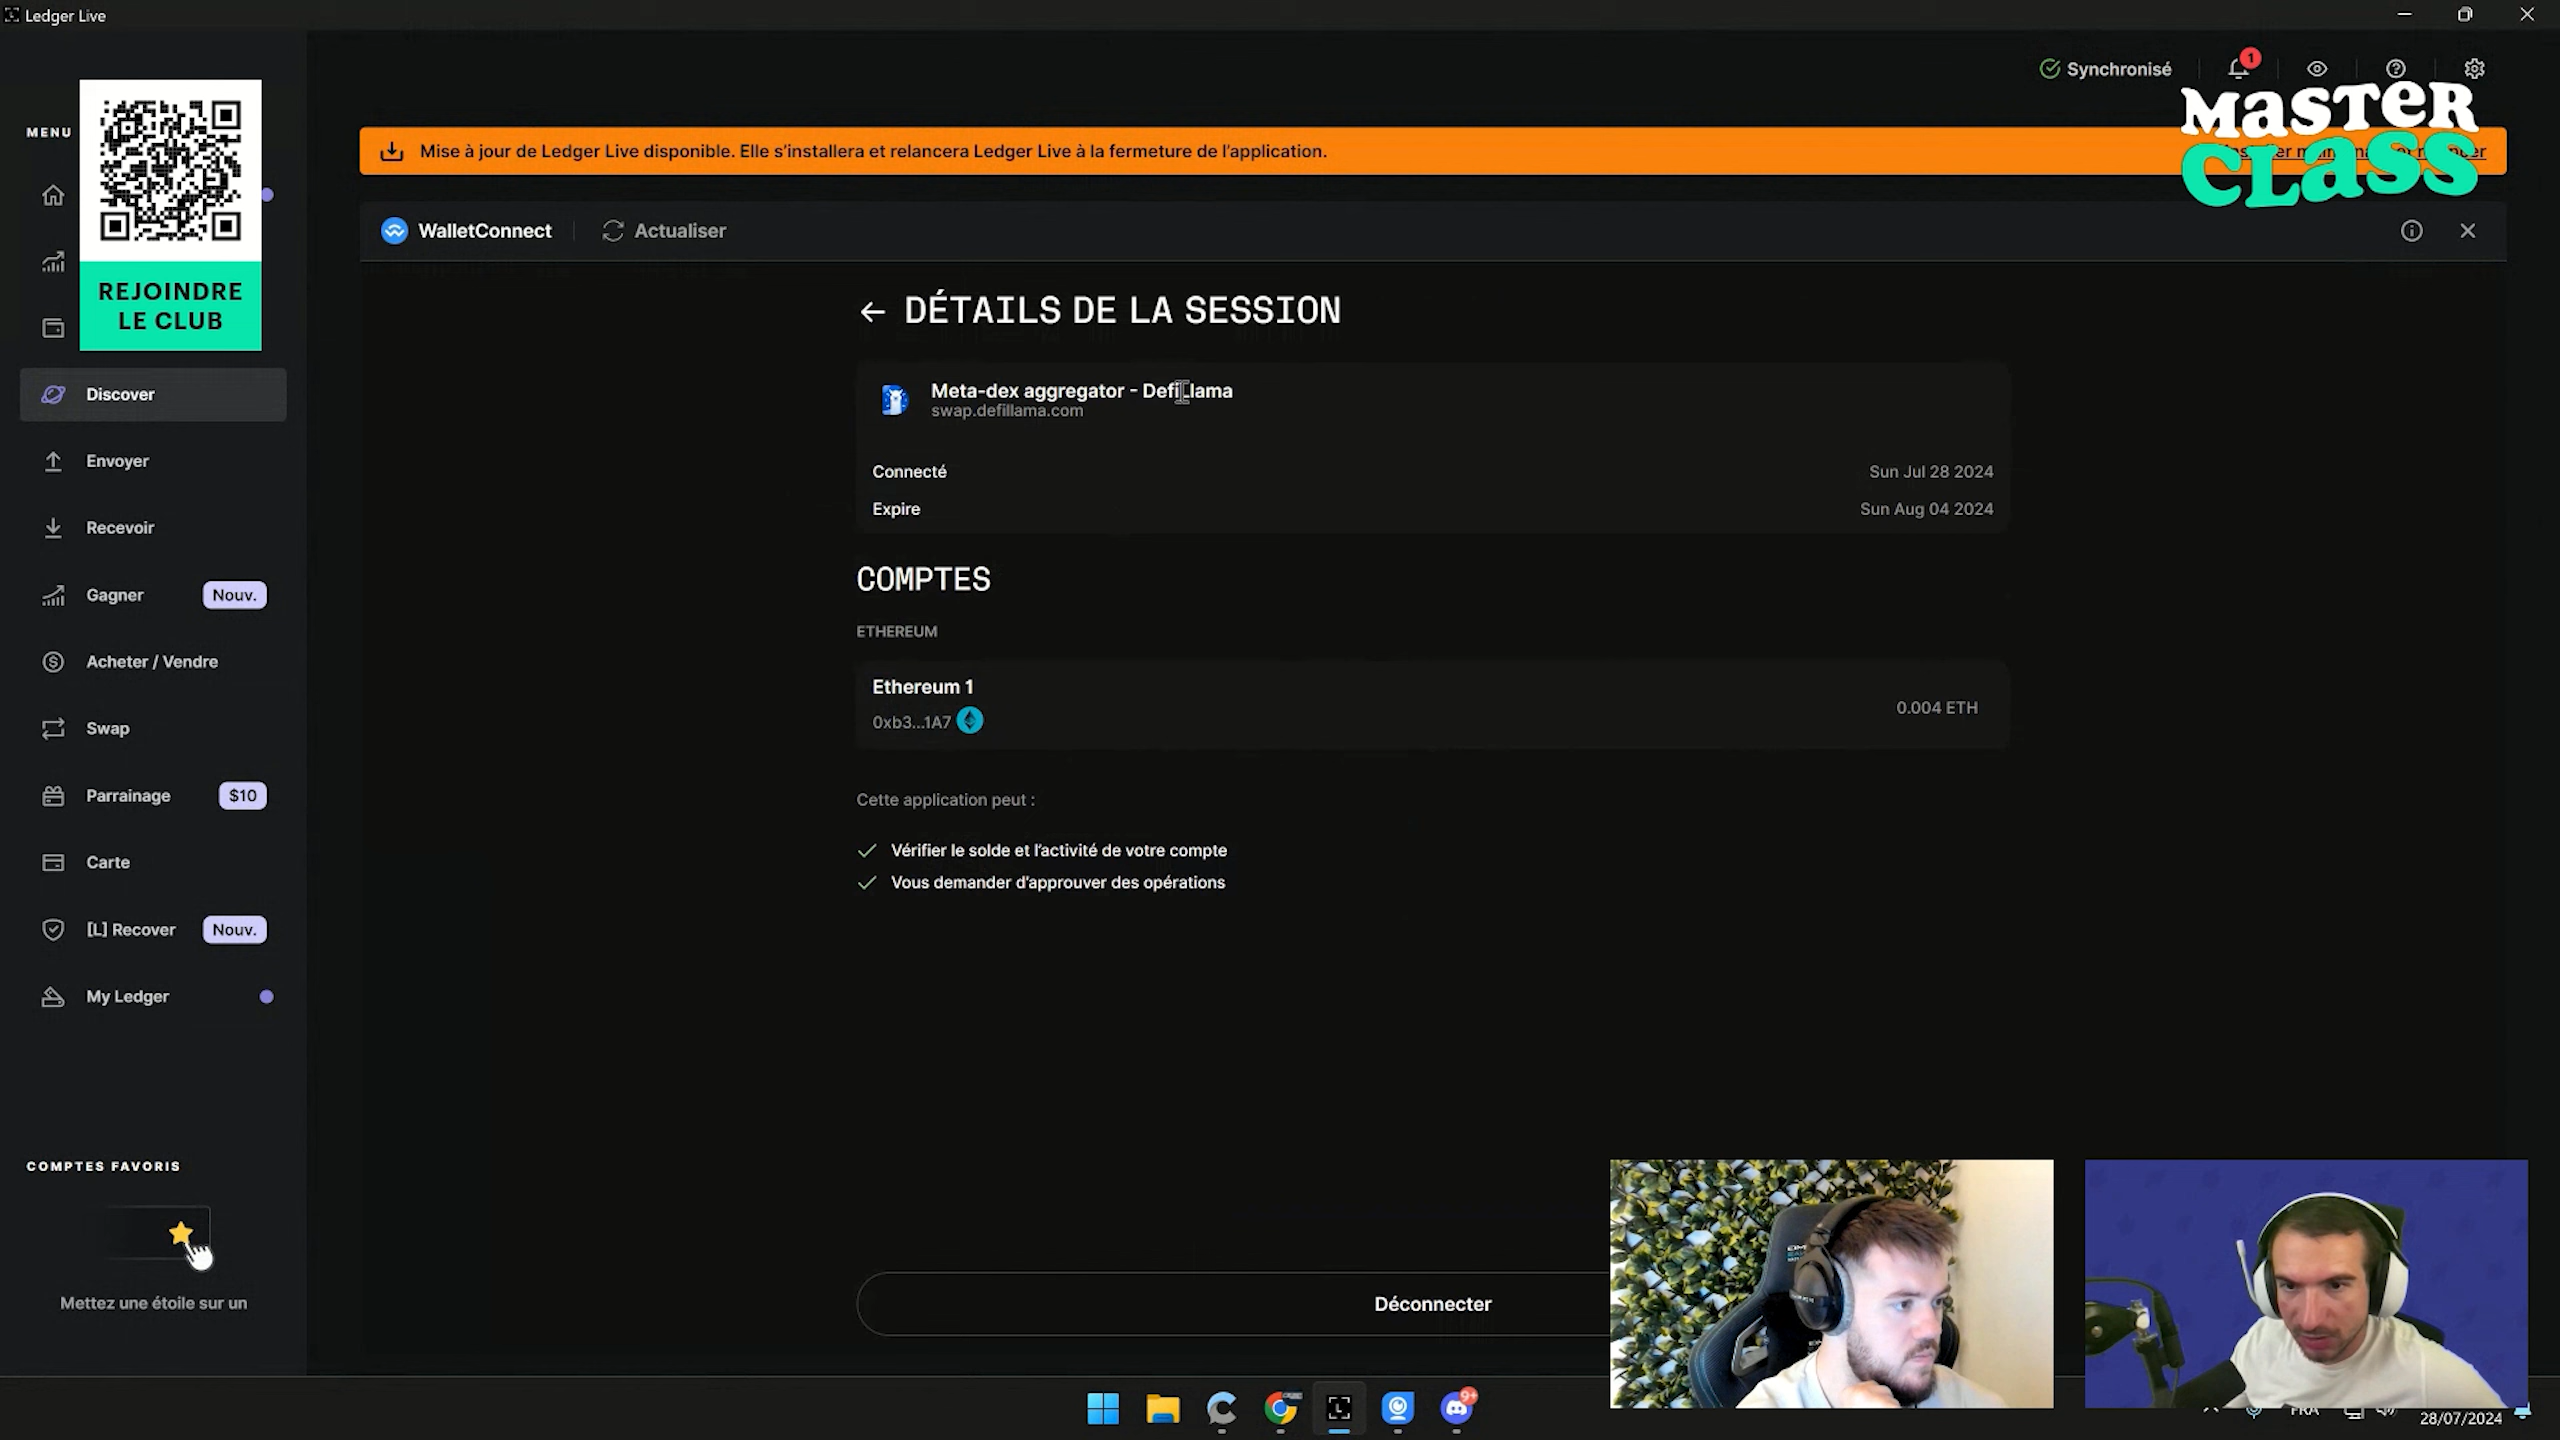 Ledger Live
Synchronisé
1
MASTER
CLASS
MENU
REJOINDRE
LE CLUB
Mise à jour de Ledger Live disponible. Elle s'installera et relancera Ledger Live à la fermeture de l'application.
WalletConnect
Actualiser
DÉTAILS DE LA SESSION
Meta-dex aggregator - DefiLlama
swap.defillama.com
Connecté
Sun Jul 28 2024
Expire
Sun Aug 04 2024
COMPTES
ETHEREUM
Ethereum 1
0xb3...1A7
0.004 ETH
Cette application peut :
Vérifier le solde et l'activité de votre compte
Vous demander d'approuver des opérations
Déconnecter
Discover
Envoyer
Recevoir
Gagner
Nouv.
Acheter / Vendre
Swap
Parrainage
$10
Carte
[L] Recover
Nouv.
My Ledger
COMPTES FAVORIS
Mettez une étoile sur un
9+
FRA
28/07/2024